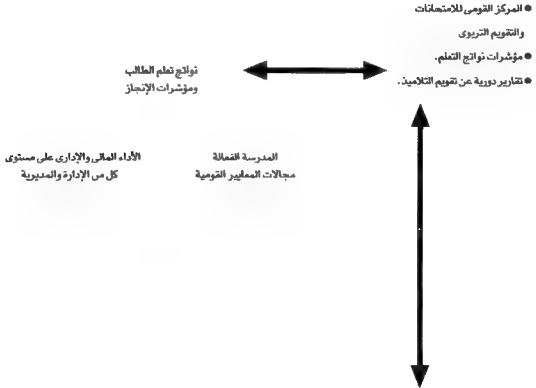 ● المركز القومى للامتحانات
والتقويم التربوى
● مؤشرات نواتج التعلم.
● تقارير دورية عن تقويم التلاميذ.
نواتج تعلم الطالب
ومؤشرات الإنجاز
المدرسة الفعالة
مجالات المعايير القومية
الأداء المالى والإدارى على مستوى
كل من الإدارة والمديرية